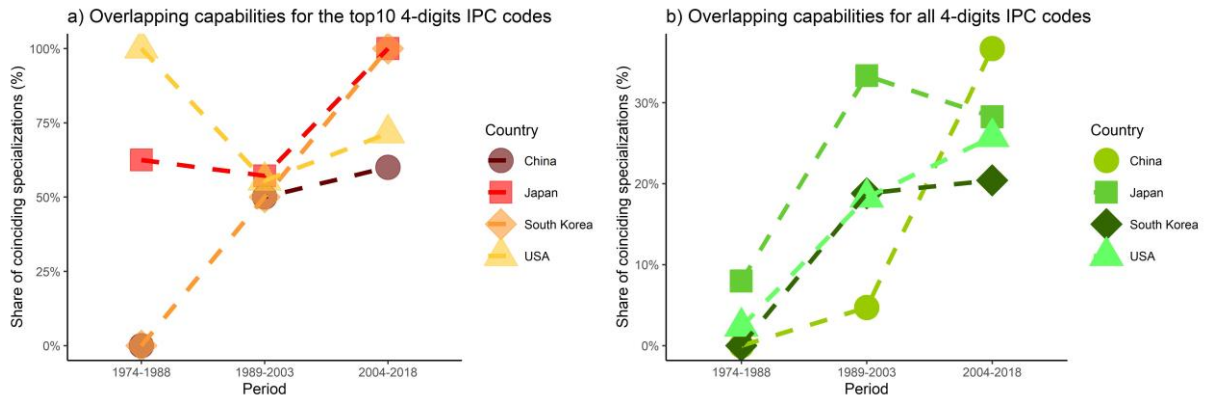 a) Overlapping capabilities for the top10 4-digits IPC codes
Share of coinciding specializations (%)
100%
75%
50%
25%
0%
1974-1988
1989-2003
2004-2018
Period
Country
China
Japan
South Korea
USA
b) Overlapping capabilities for all 4-digits IPC codes
Share of coinciding specializations (%)
30%
20%
10%
0%
1974-1988
1989-2003
2004-2018
Period
Country
China
Japan
South Korea
USA